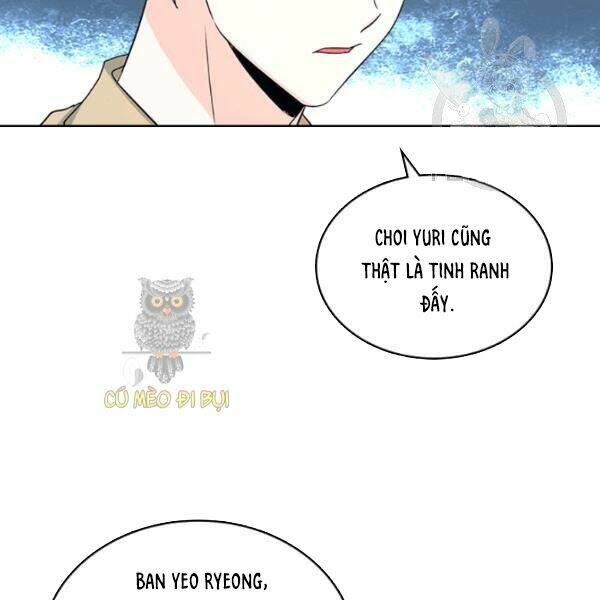 CHOI YURI CŨNG
THẬT LÀ TINH RANH
ĐẤY.
CÚ MÈO ĐI BỤI
BAN YEO RYEONG,